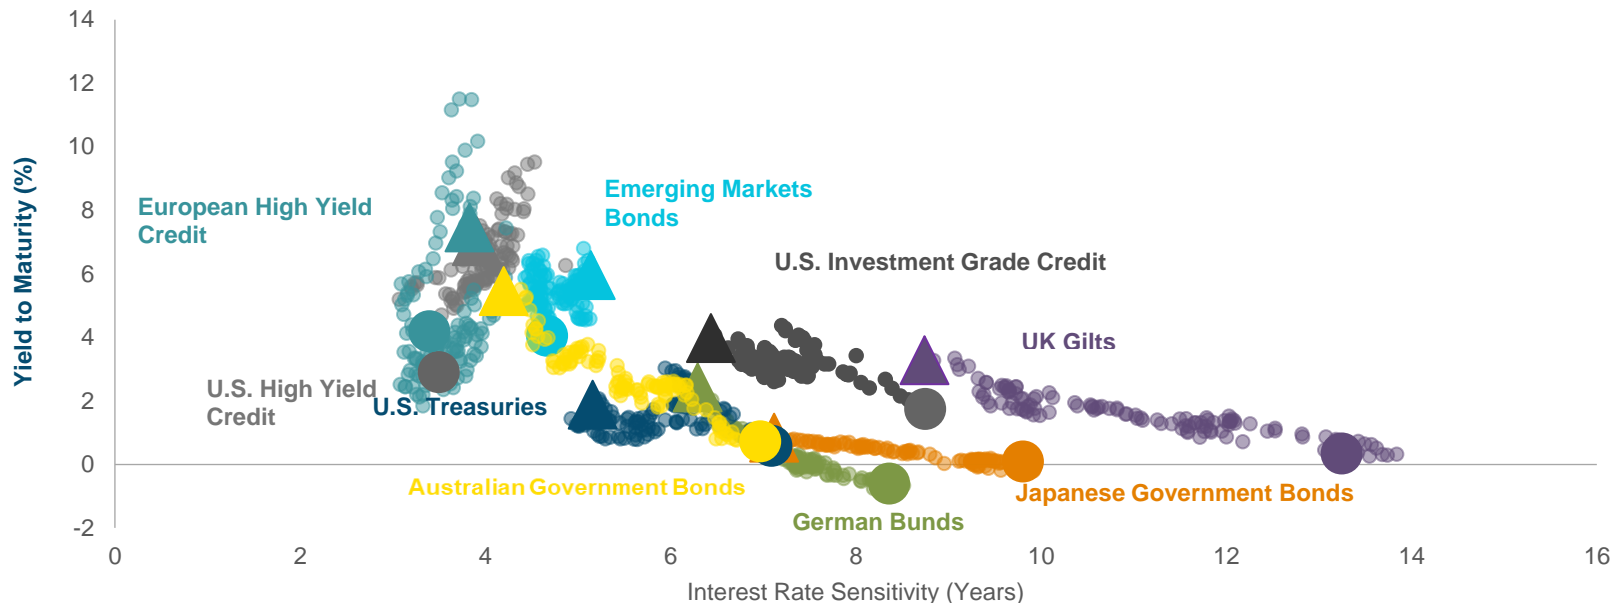 14
12
10
8
6
4
2
0
-2
Yield to Maturity (%)
European High Yield
Credit
Emerging Markets
Bonds
U.S. Investment Grade Credit
UK Gilts
U.S. High Yield
Credit
U.S. Treasuries
Australian Government Bonds
Japanese Government Bonds
German Bunds
0 2 4 6 8 10 12 14 16
Interest Rate Sensitivity (Years)